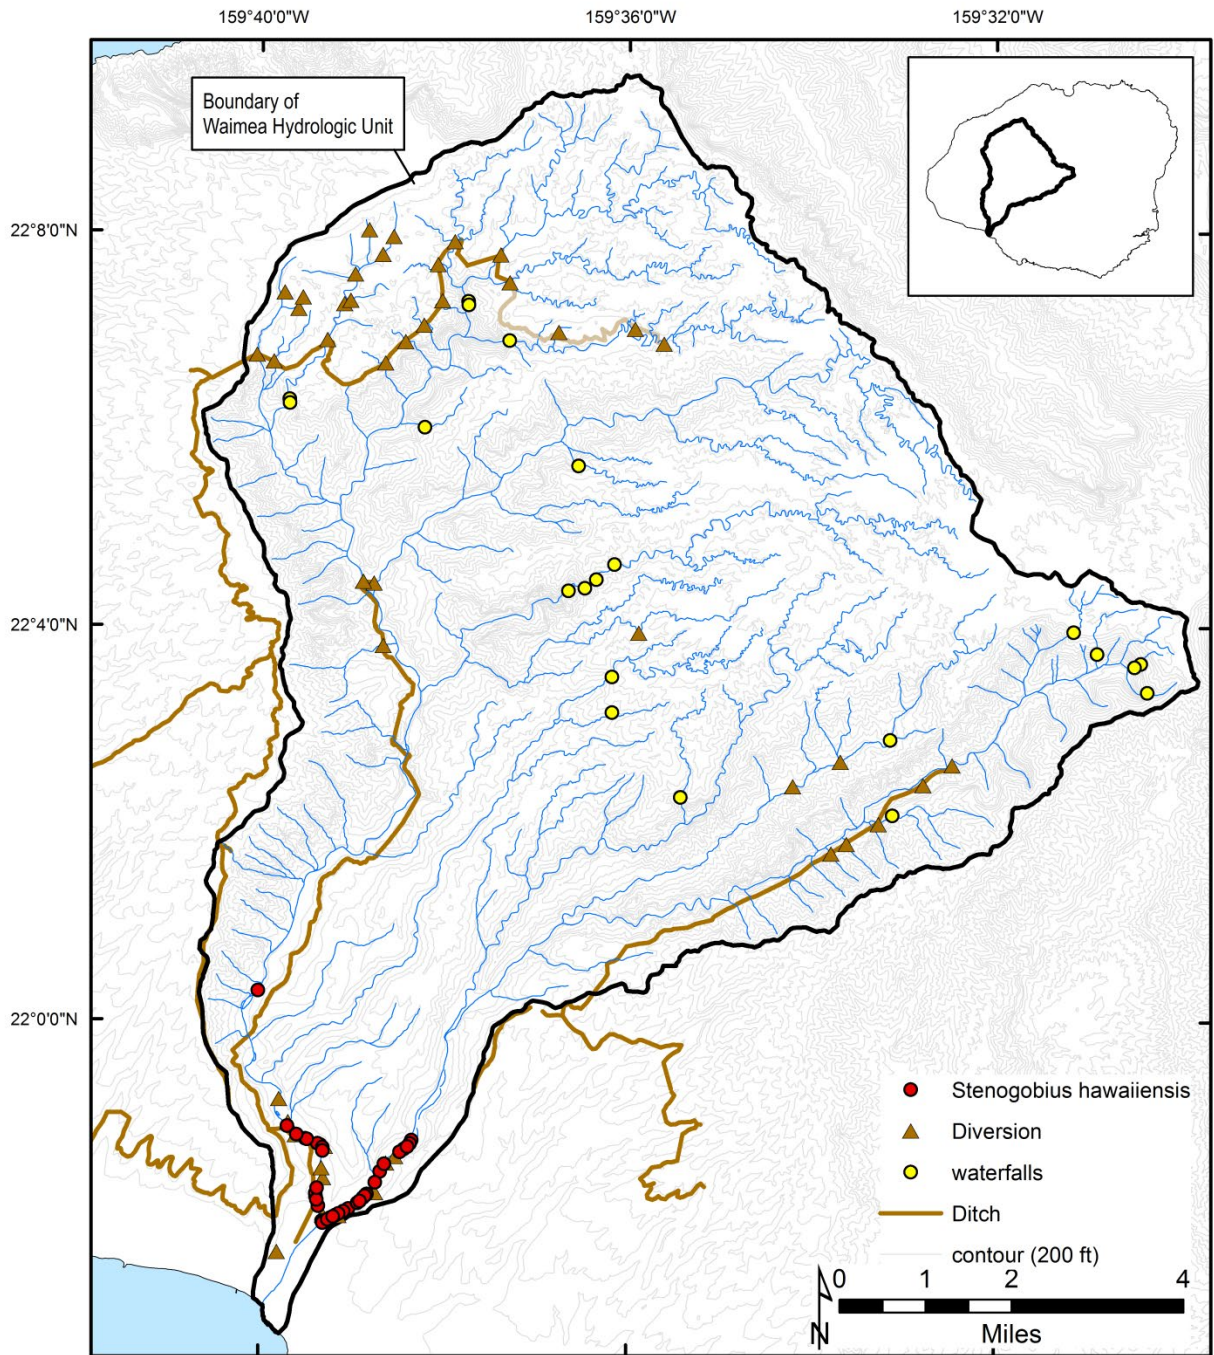 159°40'0"W
159°36'0"W
159°32'0"W
Boundary of
Waimea Hydrologic Unit
22°8'0"N
22°4'0"N
22°0'0"N
Stenogobius hawaiiensis
Diversion
waterfalls
Ditch
contour (200 ft)
0 1 2 4
N
Miles